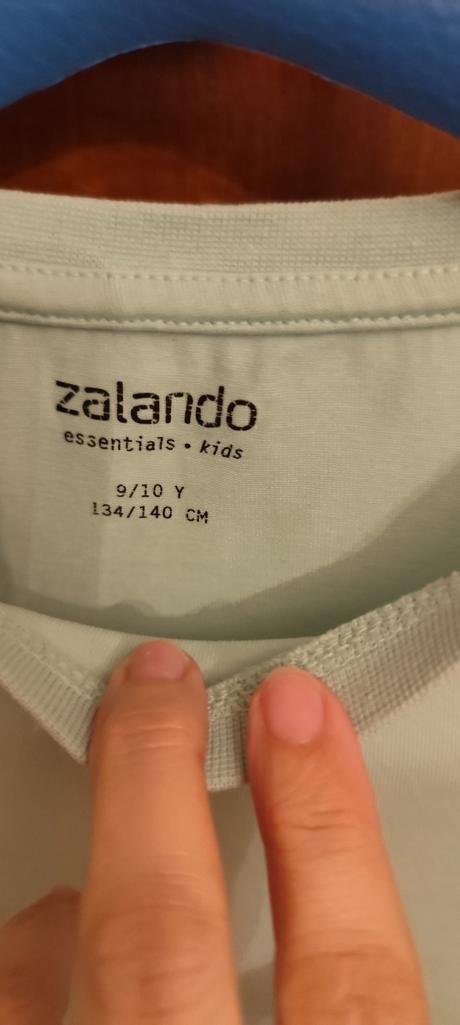 zalando
essentials • kids
9/10 Y
134/140 CM